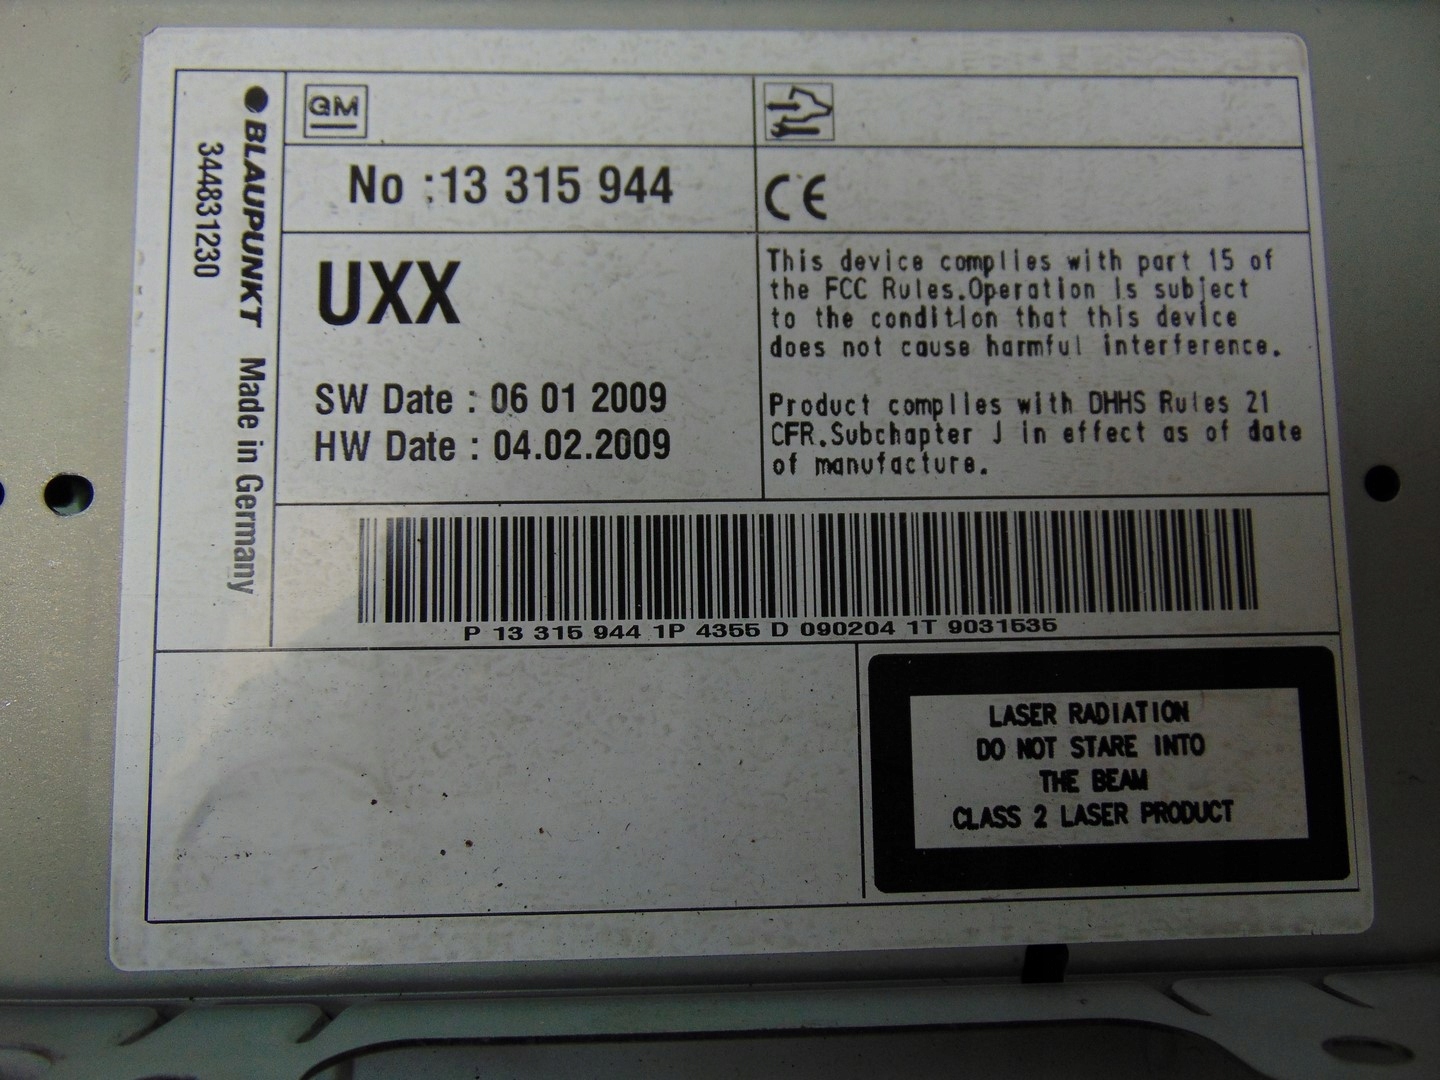 BLAUPUNKT Made in Germany
344831230
GM
No :13 315 944
CE
UXX
SW Date : 06 01 2009
HW Date : 04.02.2009
This device complies with part 15 of
the FCC Rules.Operation is subject
to the condition that this device
does not cause harmful interference.
Product complies with DHHS Rules 21
CFR.Subchapter J in effect as of date
of manufacture.
P 13 315 944 1P 4355 D 090204 1T 9031535
LASER RADIATION
DO NOT STARE INTO
THE BEAM
CLASS 2 LASER PRODUCT